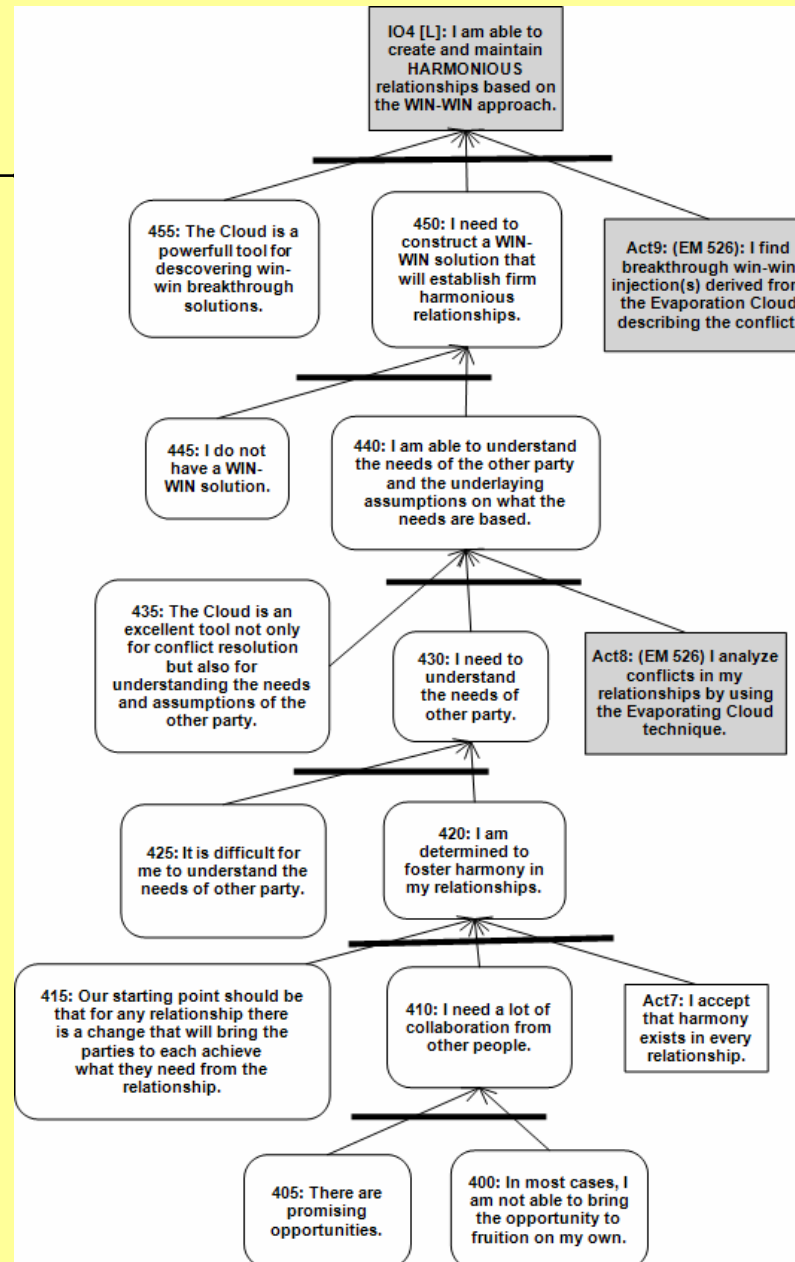 IO4 [L]: I am able to
create and maintain
HARMONIOUS
relationships based on
the WIN-WIN approach.
455: The Cloud is a
powerfull tool for
descovering win-
win breakthrough
solutions.
450: I need to
construct a WIN-
WIN solution that
will establish firm
harmonious
relationships.
Act9: (EM 526): I find
breakthrough win-win
injection(s) derived from
the Evaporation Cloud
describing the conflict
445: I do not
have a WIN-
WIN solution.
440: I am able to understand
the needs of the other party
and the underlaying
assumptions on what the
needs are based.
435: The Cloud is an
excellent tool not only
for conflict resolution
but also for
understanding the needs
and assumptions of the
other party.
430: I need to
understand
the needs of
other party.
Act8: (EM 526) I analyze
conflicts in my
relationships by using
the Evaporating Cloud
technique.
425: It is difficult for
me to understand the
needs of other party.
420: I am
determined to
foster harmony in
my relationships.
415: Our starting point should be
that for any relationship there
is a change that will bring the
parties to each achieve
what they need from the
relationship.
410: I need a lot of
collaboration from
other people.
Act7: I accept
that harmony
exists in every
relationship.
405: There are
promising
opportunities.
400: In most cases, I
am not able to bring
the opportunity to
fruition on my own.